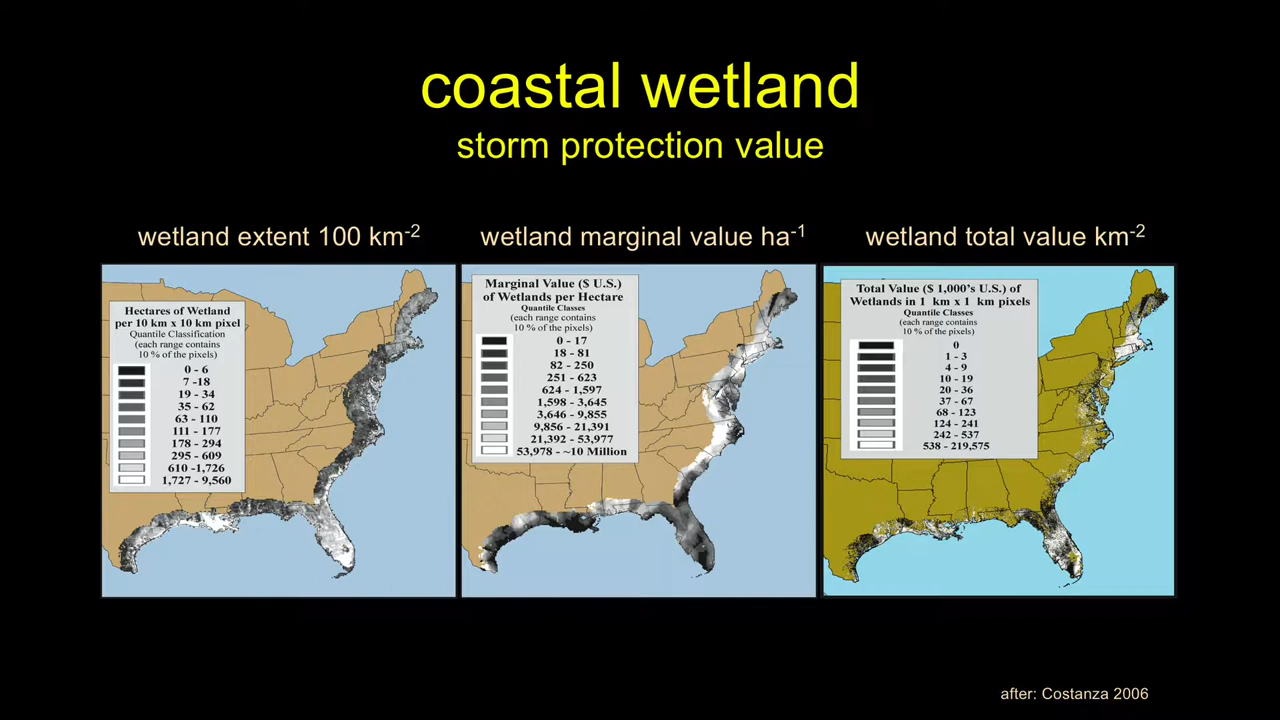 coastal wetland
storm protection value
wetland extent 100 km-2
wetland marginal value ha-1
wetland total value km-2
Hectares of Wetland
per 10 km x 10 km pixel
Quantile Classification
(each range contains
10 % of the pixels)
0 - 6
7 -18
19 - 34
35 - 62
63 - 110
111 - 177
178 - 294
295 - 609
610 -1,726
1,727 - 9,560
Marginal Value ($ U.S.)
of Wetlands per Hectare
Quantile Classes
(each range contains
10 % of the pixels)
0 - 17
18 - 81
82 - 250
251 - 623
624 - 1,597
1,598 - 3,645
3,646 - 9,855
9,856 - 21,391
21,392 - 53,977
53,978 - ~10 Million
Total Value ($ 1,000's U.S.) of
Wetlands in 1 km x 1 km pixels
Quantile Classes
(each range contains
10 % of the pixels)
0
1 - 3
4 - 9
10 - 19
20 - 36
37 - 67
68 - 123
124 - 241
242 - 537
538 - 219,575
after: Costanza 2006